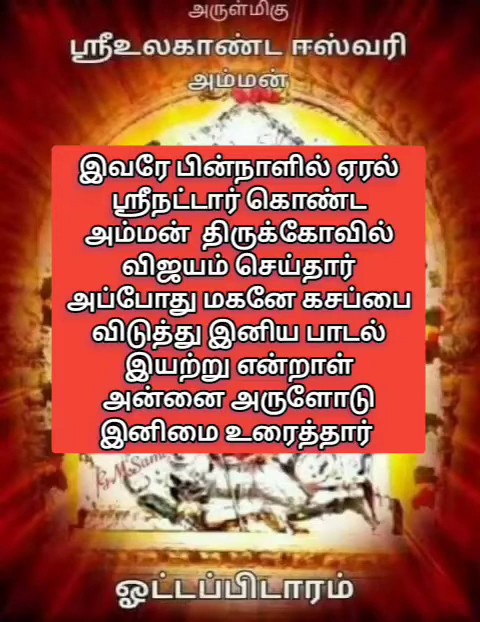 அருள்மிகு
ஸ்ரீஉலகாண்ட ஈஸ்வரி
அம்மன்
இவரே பின்நாளில் ஏரல்
ஸ்ரீநட்டார் கொண்ட
அம்மன் திருக்கோவில்
விஜயம் செய்தார்
அப்போது மகனே கசப்பை
விடுத்து இனிய பாடல்
இயற்று என்றாள்
அன்னை அருளோடு
இனிமை உரைத்தார்
G.M.Sami
ஓட்டப்பிடாரம்